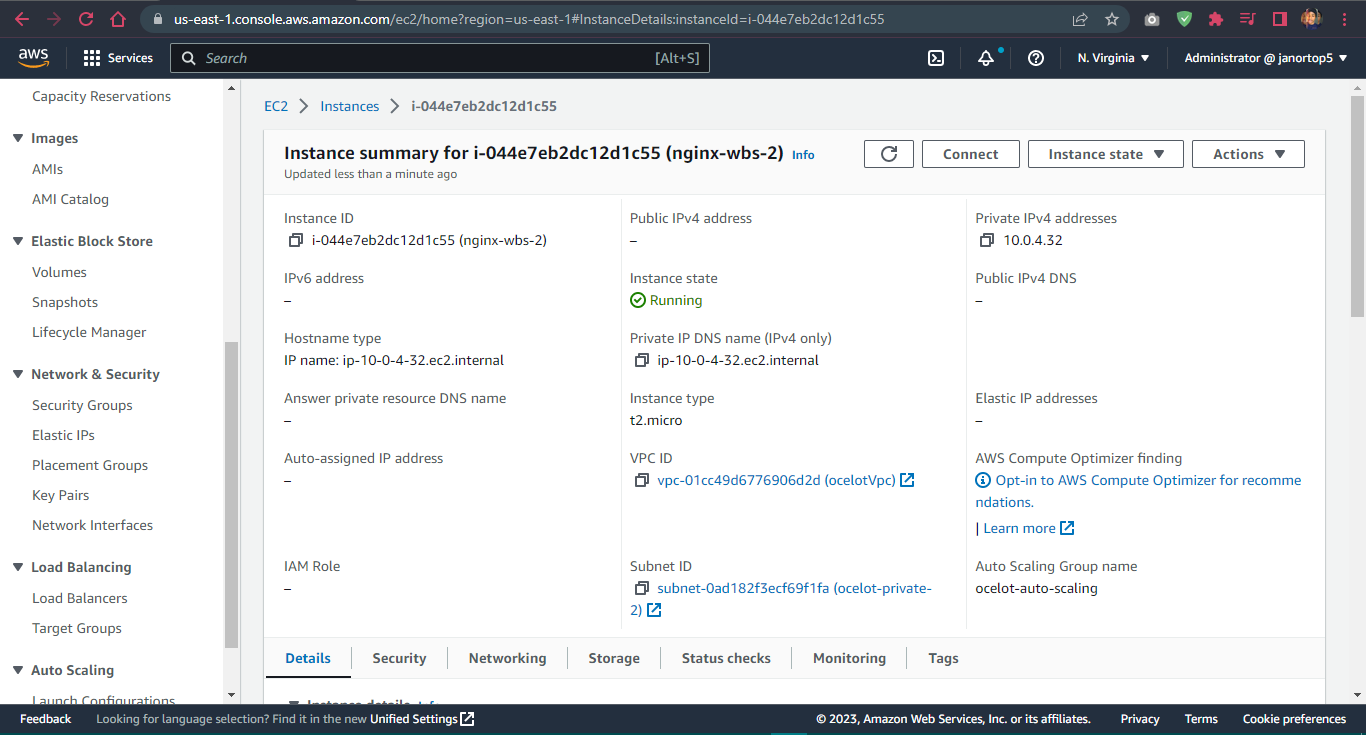 us-east-1.console.aws.amazon.com/ec2/home?region=us-east-1#InstanceDetails:instanceId=i-044e7eb2dc12d1c55
aws
Services
Search
[Alt+S]
N. Virginia
Administrator @ janortop5
Capacity Reservations
Images
AMIs
AMI Catalog
Elastic Block Store
Volumes
Snapshots
Lifecycle Manager
Network & Security
Security Groups
Elastic IPs
Placement Groups
Key Pairs
Network Interfaces
Load Balancing
Load Balancers
Target Groups
Auto Scaling
Launch Configurations
EC2 > Instances > i-044e7eb2dc12d1c55
Instance summary for i-044e7eb2dc12d1c55 (nginx-wbs-2) Info
Updated less than a minute ago
Connect
Instance state
Actions
Instance ID
i-044e7eb2dc12d1c55 (nginx-wbs-2)
Public IPv4 address
–
Private IPv4 addresses
10.0.4.32
IPv6 address
–
Instance state
Running
Public IPv4 DNS
–
Hostname type
IP name: ip-10-0-4-32.ec2.internal
Private IP DNS name (IPv4 only)
ip-10-0-4-32.ec2.internal
Answer private resource DNS name
–
Instance type
t2.micro
Elastic IP addresses
–
Auto-assigned IP address
–
VPC ID
vpc-01cc49d6776906d2d (ocelotVpc)
AWS Compute Optimizer finding
Opt-in to AWS Compute Optimizer for recomme
ndations.
| Learn more
IAM Role
–
Subnet ID
subnet-0ad182f3ecf69f1fa (ocelot-private-
2)
Auto Scaling Group name
ocelot-auto-scaling
Details
Security
Networking
Storage
Status checks
Monitoring
Tags
Instance details Info
Feedback
Looking for language selection? Find it in the new Unified Settings
© 2023, Amazon Web Services, Inc. or its affiliates.
Privacy
Terms
Cookie preferences